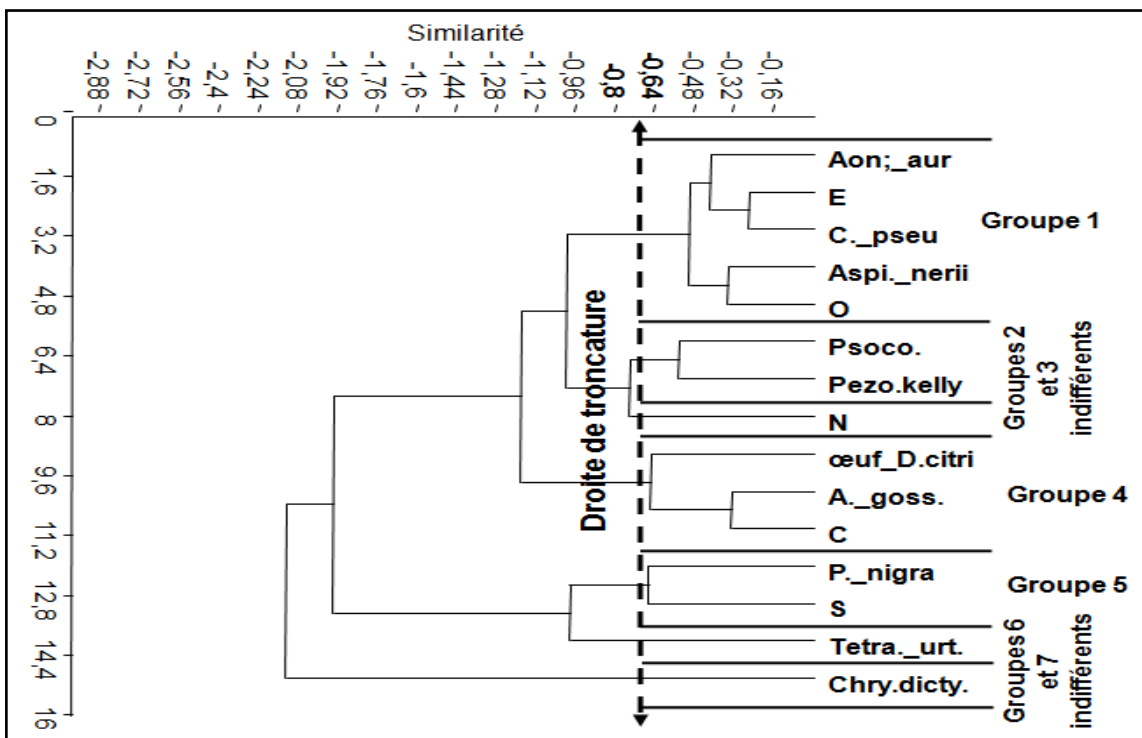 Similarité
-2,88
-2,72
-2,56
-2,4
-2,24
-2,08
-1,92
-1,76
-1,6
-1,44
-1,28
-1,12
-0,96
-0,8
-0,64
-0,48
-0,32
-0,16
0
1,6
3,2
4,8
6,4
8
9,6
11,2
12,8
14,4
16
Droite de troncature
Aon;_aur
E
C._pseu
Aspi._nerii
O
Psoco.
Pezo.kelly
N
œuf_D.citri
A._goss.
C
P._nigra
S
Tetra._urt.
Chry.dicty.
Groupe 1
Groupes 2
et 3
indifférents
Groupe 4
Groupe 5
Groupes 6
et 7
indifférents